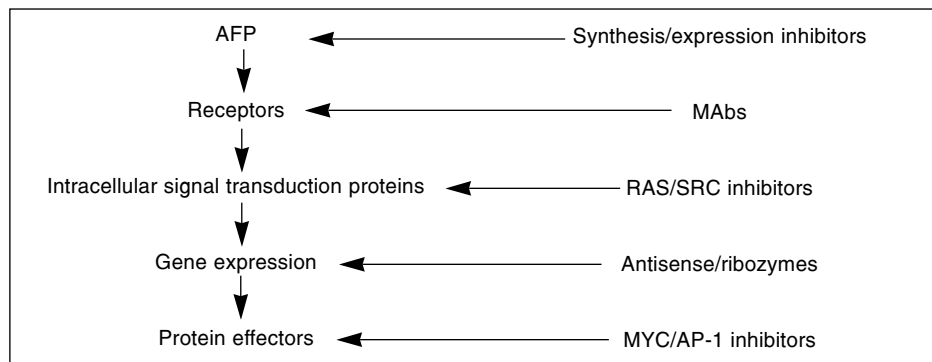 AFP Synthesis/expression inhibitors
Receptors MAbs
Intracellular signal transduction proteins RAS/SRC inhibitors
Gene expression Antisense/ribozymes
Protein effectors MYC/AP-1 inhibitors